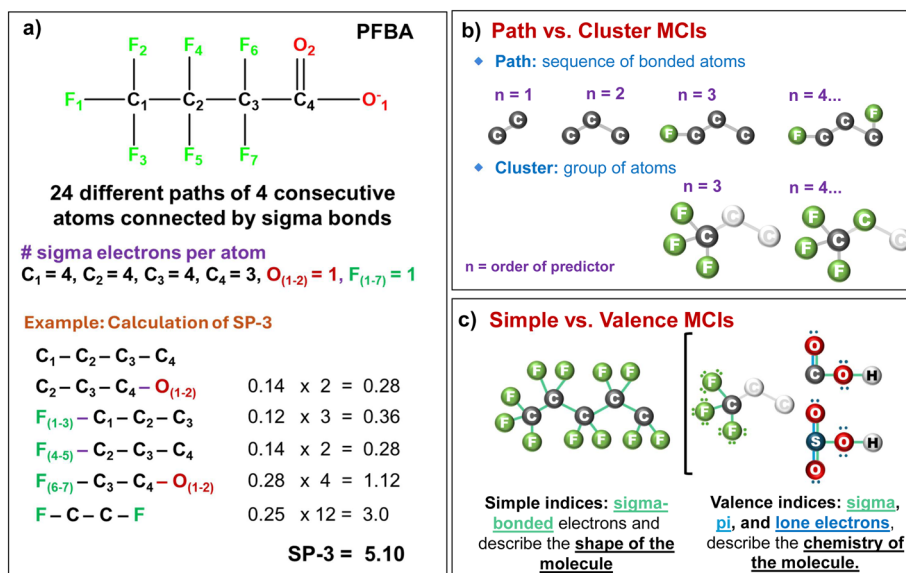 a)
PFBA
F₂ F₄ F₆ O₂
F₁ C₁ C₂ C₃ C₄ O⁻₁
F₃ F₅ F₇
24 different paths of 4 consecutive
atoms connected by sigma bonds
# sigma electrons per atom
C₁ = 4, C₂ = 4, C₃ = 4, C₄ = 3, O₍₁₋₂₎ = 1, F₍₁₋₇₎ = 1
Example: Calculation of SP-3
C₁ – C₂ – C₃ – C₄
C₂ – C₃ – C₄ – O₍₁₋₂₎ 0.14 x 2 = 0.28
F₍₁₋₃₎ – C₁ – C₂ – C₃ 0.12 x 3 = 0.36
F₍₄₋₅₎ – C₂ – C₃ – C₄ 0.14 x 2 = 0.28
F₍₆₋₇₎ – C₃ – C₄ – O₍₁₋₂₎ 0.28 x 4 = 1.12
F – C – C – F 0.25 x 12 = 3.0
SP-3 = 5.10
b) Path vs. Cluster MCIs
Path: sequence of bonded atoms
n = 1 n = 2 n = 3 n = 4...
C C C C C F C C C F C C C F
Cluster: group of atoms
n = 3 n = 4...
F F F C C C F F F C C C
n = order of predictor
c) Simple vs. Valence MCIs
F F F F F F F F F F F F F C C C C C C
F F F C C C
O C O H
O S O O H
Simple indices: sigma-
bonded electrons and
describe the shape of the
molecule
Valence indices: sigma,
pi, and lone electrons,
describe the chemistry of
the molecule.